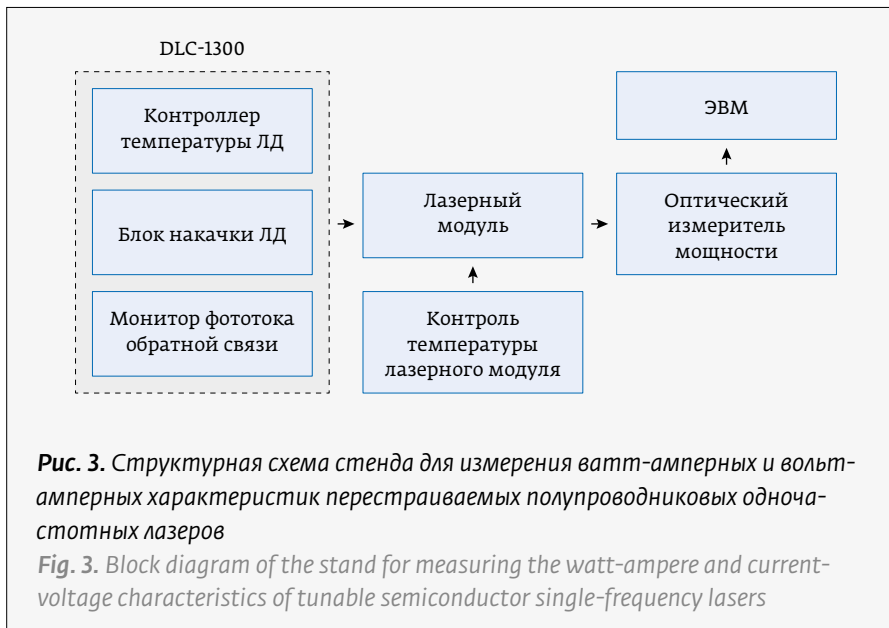 DLC-1300
Контроллер
температуры ЛД
Блок накачки ЛД
Монитор фототока
обратной связи
Лазерный
модуль
Контроль
температуры
лазерного модуля
ЭВМ
Оптический
измеритель
мощности
Рис. 3. Структурная схема стенда для измерения ватт-амперных и вольт-
амперных характеристик перестраиваемых полупроводниковых одноча-
стотных лазеров
Fig. 3. Block diagram of the stand for measuring the watt-ampere and current-
voltage characteristics of tunable semiconductor single-frequency lasers